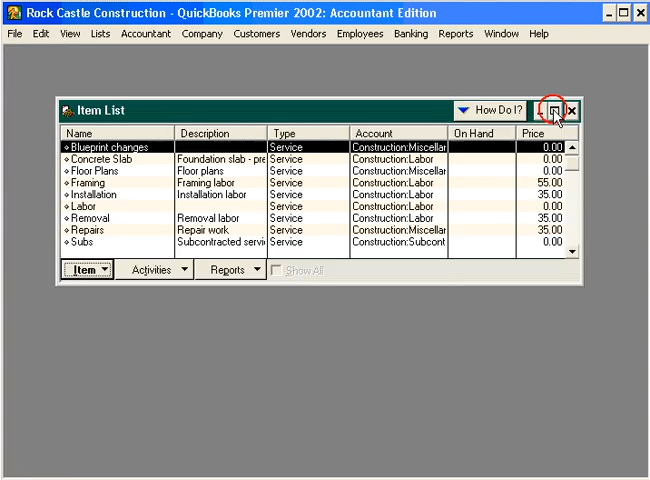 Rock Castle Construction - QuickBooks Premier 2002: Accountant Edition
File Edit View Lists Accountant Company Customers Vendors Employees Banking Reports Window Help
Item List How Do I?
Name Description Type Account On Hand Price
Blueprint changes Service Construction:Miscellar 0.00
Concrete Slab Foundation slab - pre Service Construction:Labor 0.00
Floor Plans Floor plans Service Construction:Miscellar 0.00
Framing Framing labor Service Construction:Labor 55.00
Installation Installation labor Service Construction:Labor 35.00
Labor Service Construction:Labor 0.00
Removal Removal labor Service Construction:Labor 35.00
Repairs Repair work Service Construction:Miscellar 35.00
Subs Subcontracted servi Service Construction:Subcont 0.00
Item Activities Reports Show All